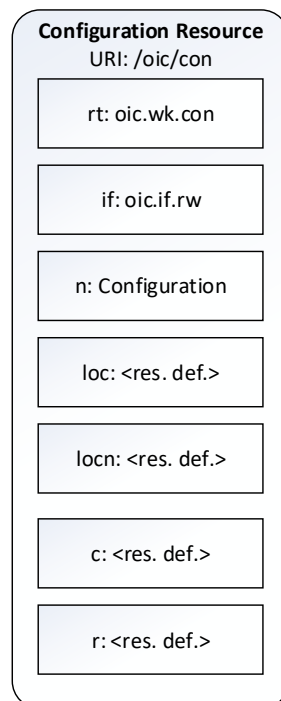 Configuration Resource
URI: /oic/con
rt: oic.wk.con
if: oic.if.rw
n: Configuration
loc: <res. def.>
locn: <res. def.>
c: <res. def.>
r: <res. def.>